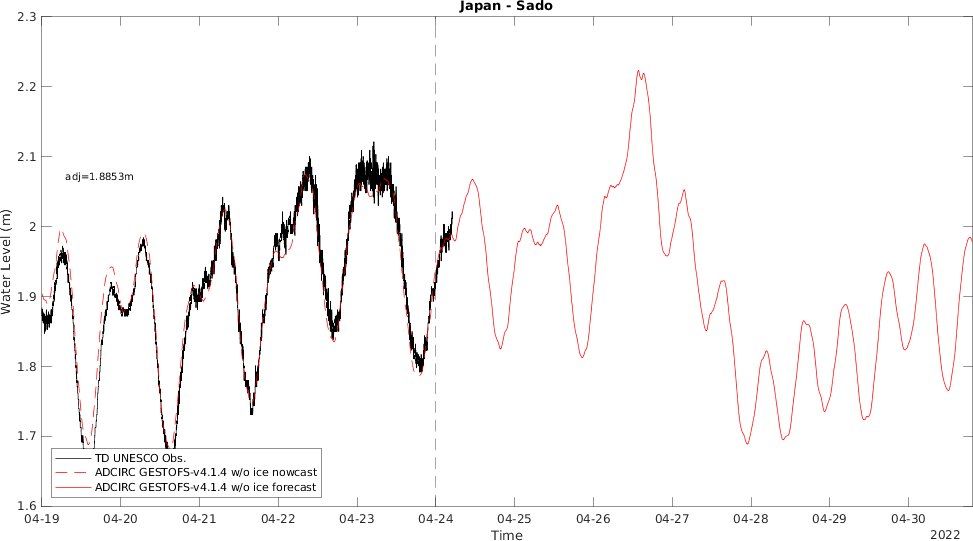 Japan - Sado
2.3
2.2
2.1
2
1.9
1.8
1.7
1.6
Water Level (m)
adj=1.8853m
TD UNESCO Obs.
ADCIRC GESTOFS-v4.1.4 w/o ice nowcast
ADCIRC GESTOFS-v4.1.4 w/o ice forecast
04-19 04-20 04-21 04-22 04-23 04-24 04-25 04-26 04-27 04-28 04-29 04-30
Time
2022